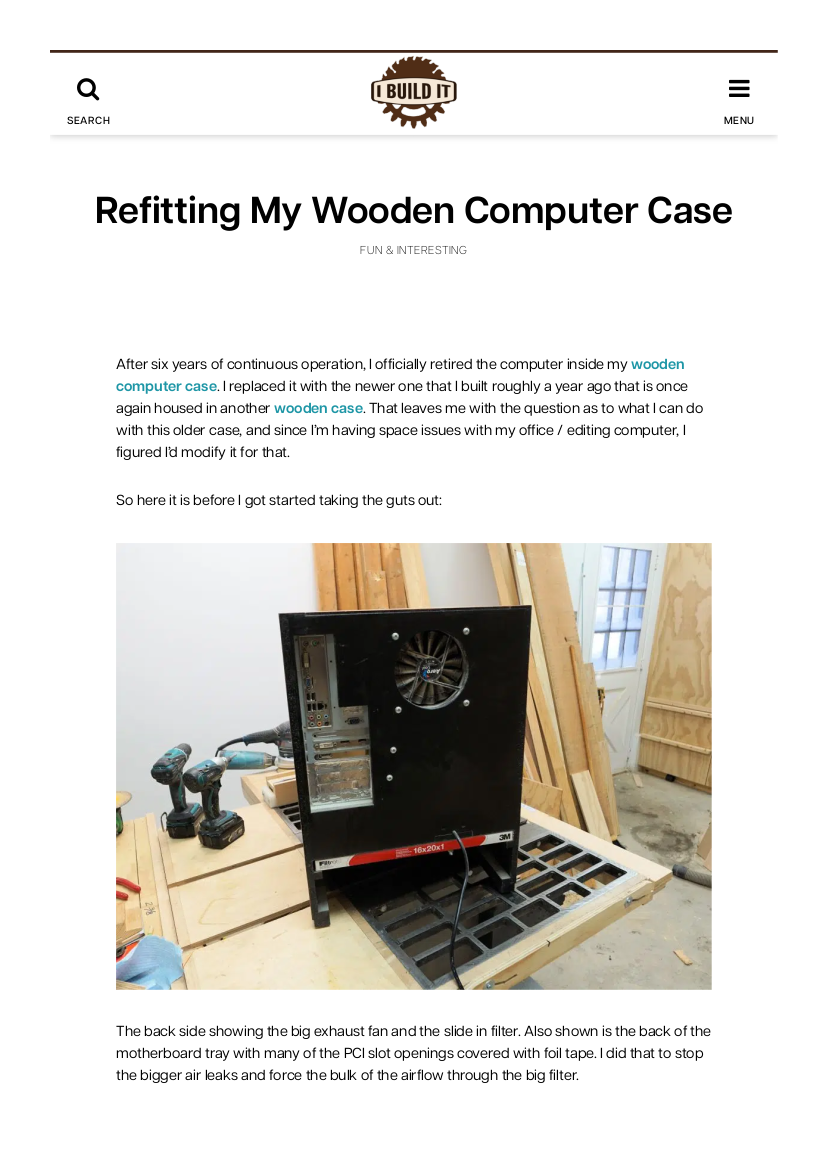 I BUILD IT
SEARCH
MENU
Refitting My Wooden Computer Case
FUN & INTERESTING
After six years of continuous operation, I officially retired the computer inside my wooden
computer case. I replaced it with the newer one that I built roughly a year ago that is once
again housed in another wooden case. That leaves me with the question as to what I can do
with this older case, and since I’m having space issues with my office / editing computer, I
figured I’d modify it for that.
So here it is before I got started taking the guts out:
16x20x1
3M
The back side showing the big exhaust fan and the slide in filter. Also shown is the back of the
motherboard tray with many of the PCI slot openings covered with foil tape. I did that to stop
the bigger air leaks and force the bulk of the airflow through the big filter.